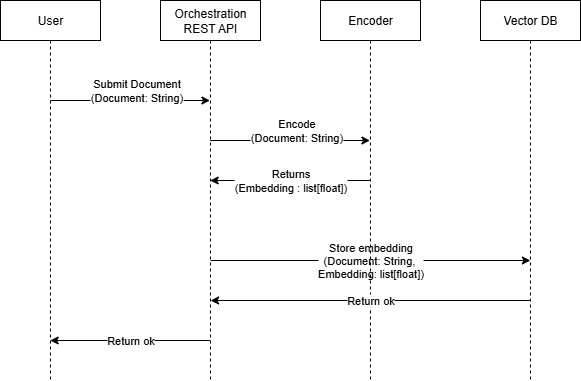 User
Orchestration
REST API
Encoder
Vector DB
Submit Document
(Document: String)
Encode
(Document: String)
Returns
(Embedding : list[float])
Store embedding
(Document: String,
Embedding: list[float])
Return ok
Return ok